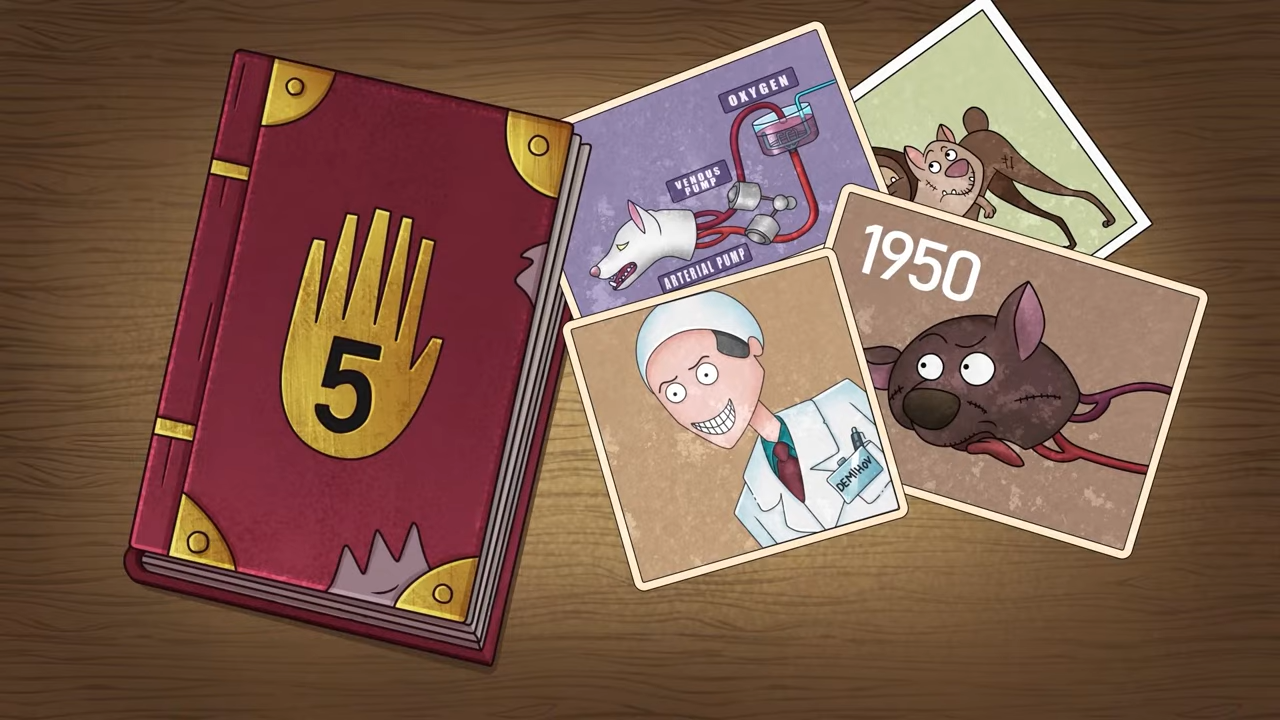 5
OXYGEN
VENOUS
PUMP
ARTERIAL PUMP
1950
DEMIHOV